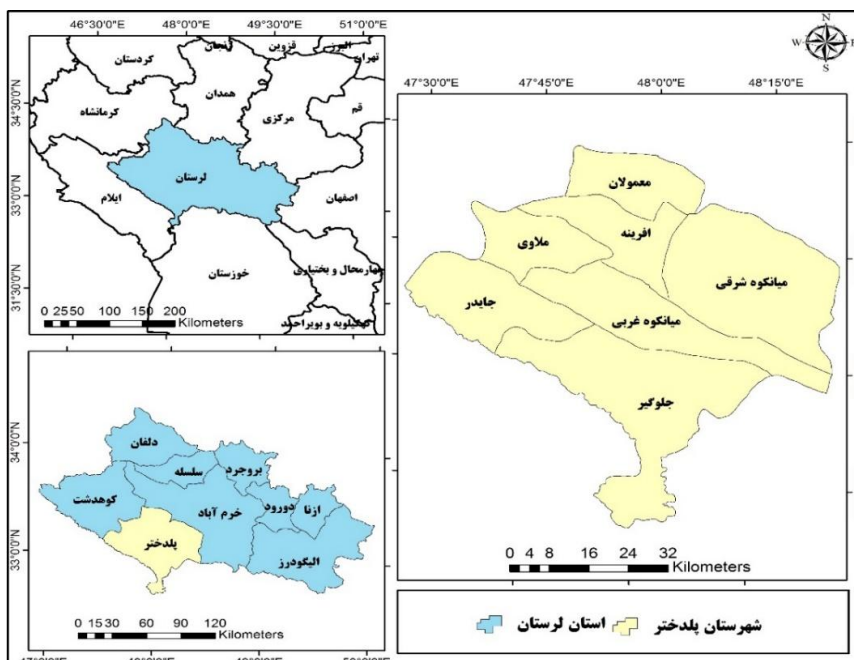 46°30'0"E 48°0'0"E 49°30'0"E 51°0'0"E
34°30'0"N
33°0'0"N
31°30'0"N
کردستان
زنجان
قزوین
البرز
تهران
همدان
کرمانشاه
مرکزی
قم
لرستان
ایلام
اصفهان
خوزستان
چهارمحال و بختیاری
کهگیلویه و بویراحمد
0 25 50 100 150 200
Kilometers
N
W E
S
47°30'0"E 47°45'0"E 48°0'0"E 48°15'0"E
معمولان
افرینه
ملاوی
میانکوه شرقی
جایدر
میانکوه غربی
جلوگیر
0 4 8 16 24 32
Kilometers
34°0'0"N
33°0'0"N
دلفان
سلسله
بروجرد
کوهدشت
خرم آباد
دورود
ازنا
پلدختر
الیگودرز
0 15 30 60 90 120
Kilometers
شهرستان پلدختر
استان لرستان